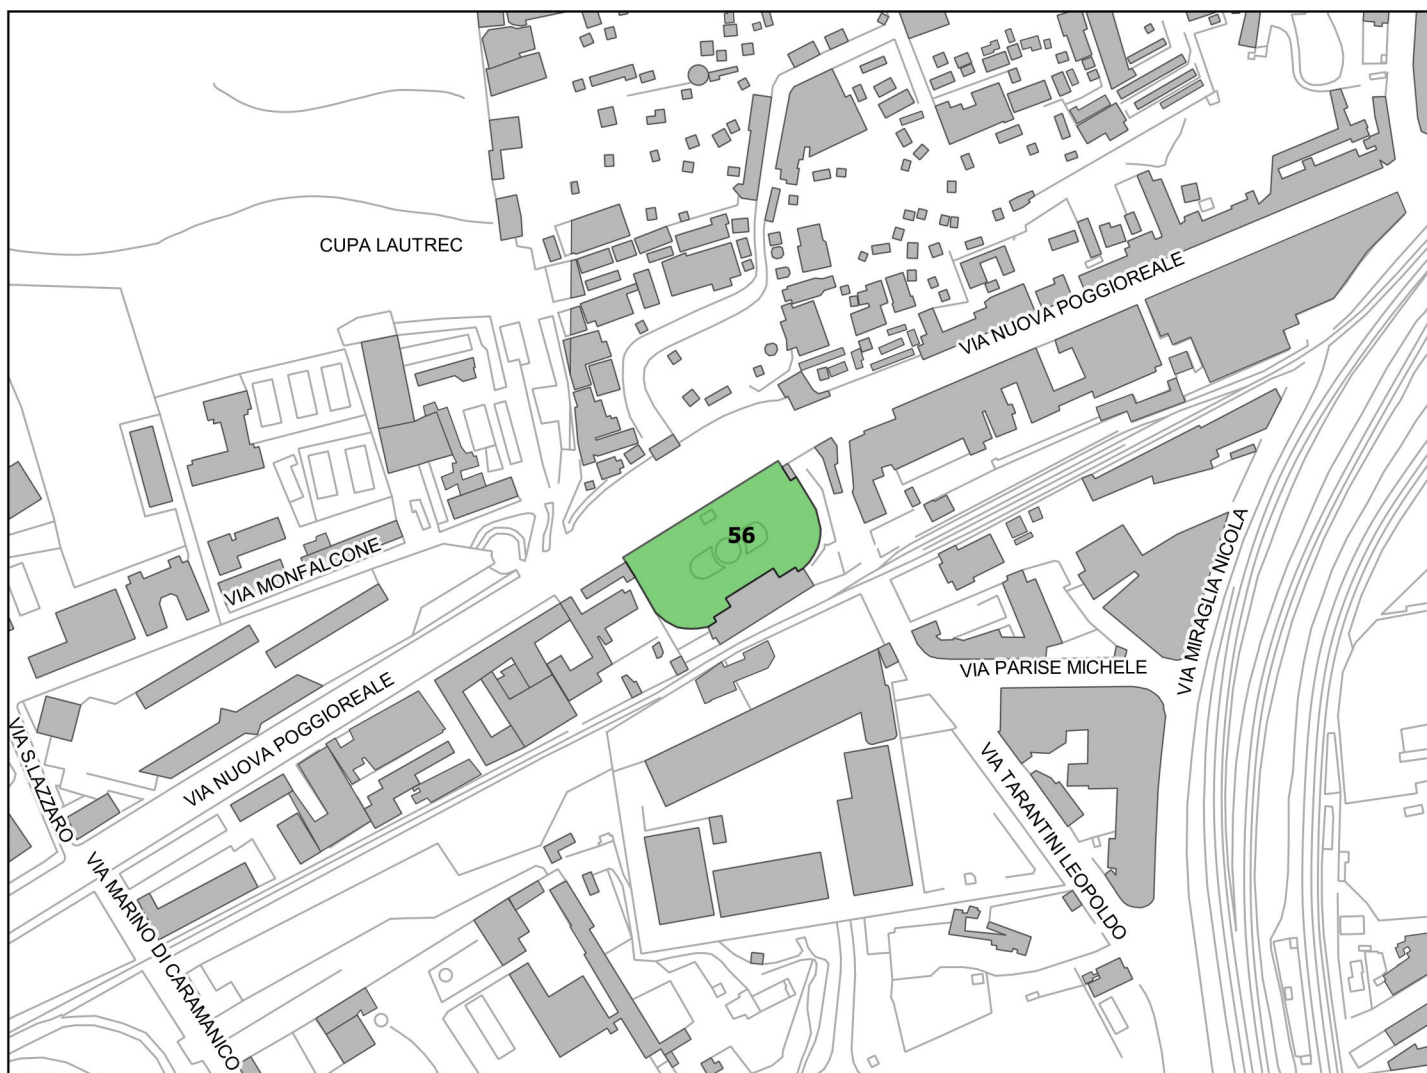 CUPA LAUTREC
VIA NUOVA POGGIOREALE
56
VIA MONFALCONE
VIA MIRAGLIA NICOLA
VIA PARISE MICHELE
VIA NUOVA POGGIOREALE
VIA S.LAZZARO
VIA TARANTINI LEOPOLDO
VIA MARINO DI CARAMANICO